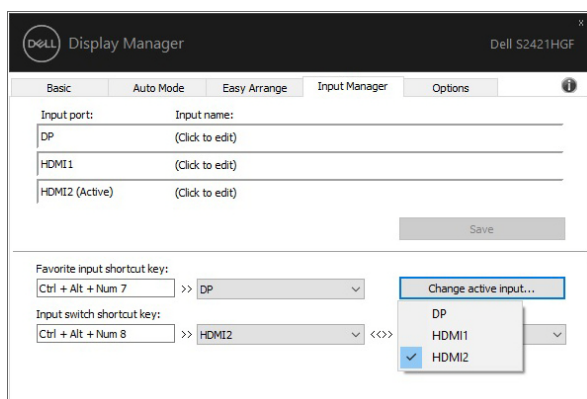 x
DELL Display Manager Dell S2421HGF
Basic Auto Mode Easy Arrange Input Manager Options i
Input port: Input name:
DP (Click to edit)
HDMI1 (Click to edit)
HDMI2 (Active) (Click to edit)
Save
Favorite input shortcut key:
Ctrl + Alt + Num 7 >> DP Change active input...
Input switch shortcut key:
Ctrl + Alt + Num 8 >> HDMI2 <<>>
DP
HDMI1
HDMI2